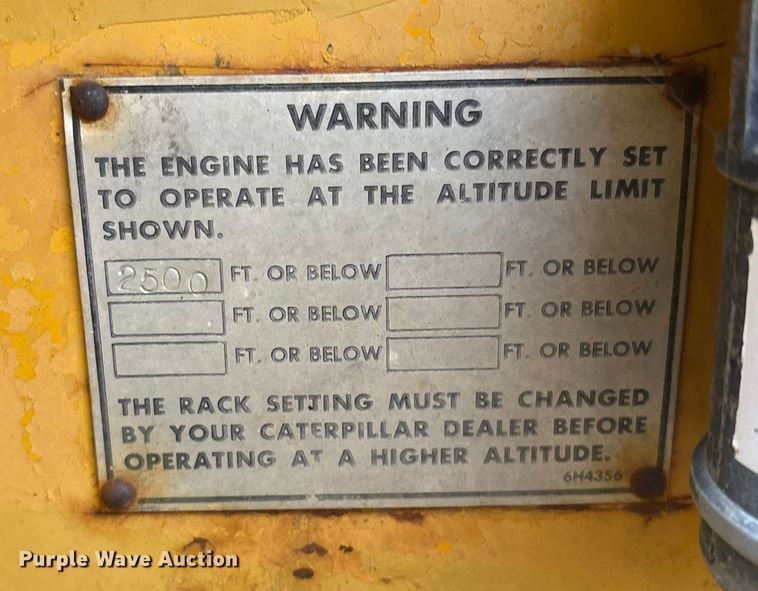 WARNING
THE ENGINE HAS BEEN CORRECTLY SET
TO OPERATE AT THE ALTITUDE LIMIT
SHOWN.
2500 FT. OR BELOW FT. OR BELOW
FT. OR BELOW FT. OR BELOW
FT. OR BELOW FT. OR BELOW
THE RACK SETTING MUST BE CHANGED
BY YOUR CATERPILLAR DEALER BEFORE
OPERATING AT A HIGHER ALTITUDE.
6H4356
Purple Wave Auction